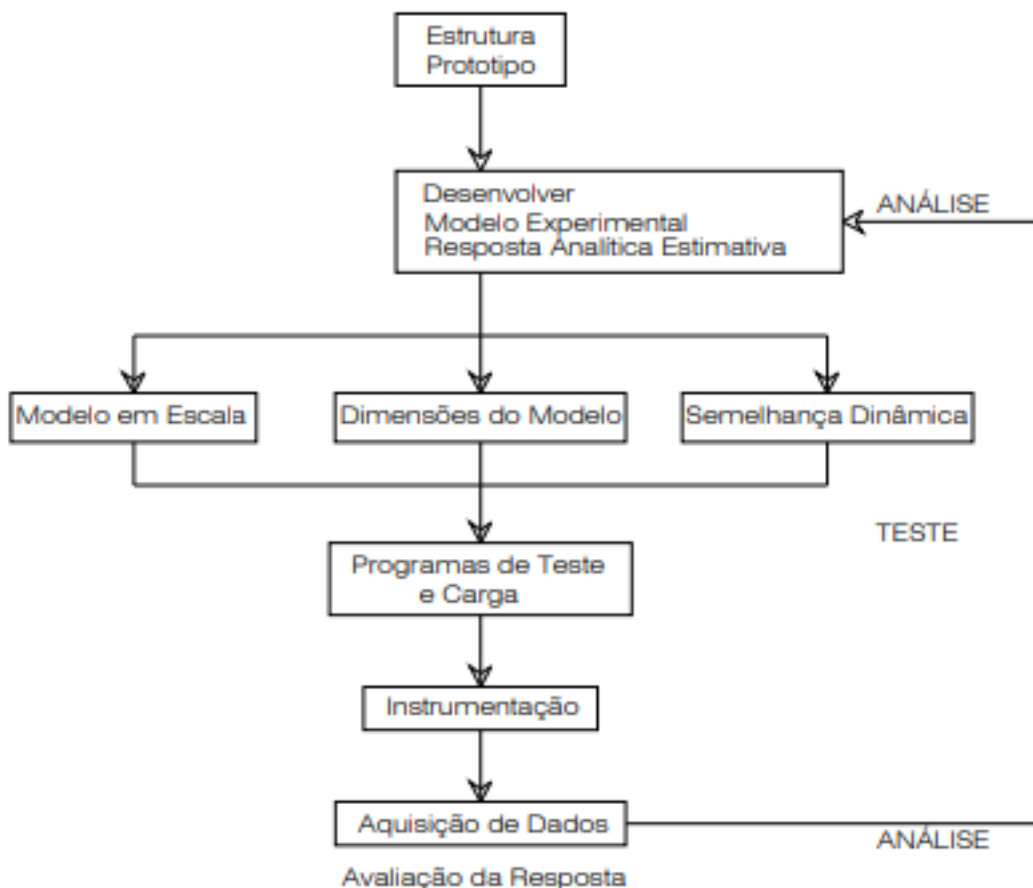 Estrutura
Prototipo
Desenvolver
Modelo Experimental
Resposta Analítica Estimativa
ANÁLISE
Modelo em Escala
Dimensões do Modelo
Semelhança Dinâmica
TESTE
Programas de Teste
e Carga
Instrumentação
Aquisição de Dados
ANÁLISE
Avaliação da Resposta